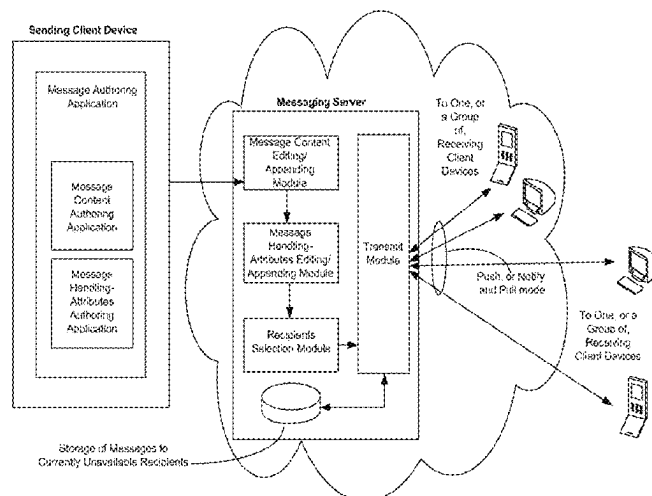 Sending Client Device
Message Authoring
Application
Message
Content
Authoring
Application
Message
Handling-
Attributes
Authoring
Application
Messaging Server
Message Content
Editing/
Appending
Module
Message
Handling-
Attributes Editing/
Appending Module
Recipients
Selection Module
Transmit
Module
Storage of Messages to
Currently Unavailable Recipients
To One, or
a Group
of,
Receiving
Client
Devices
Push, or Notify
and Pull mode
To One, or a
Group of,
Receiving
Client Devices